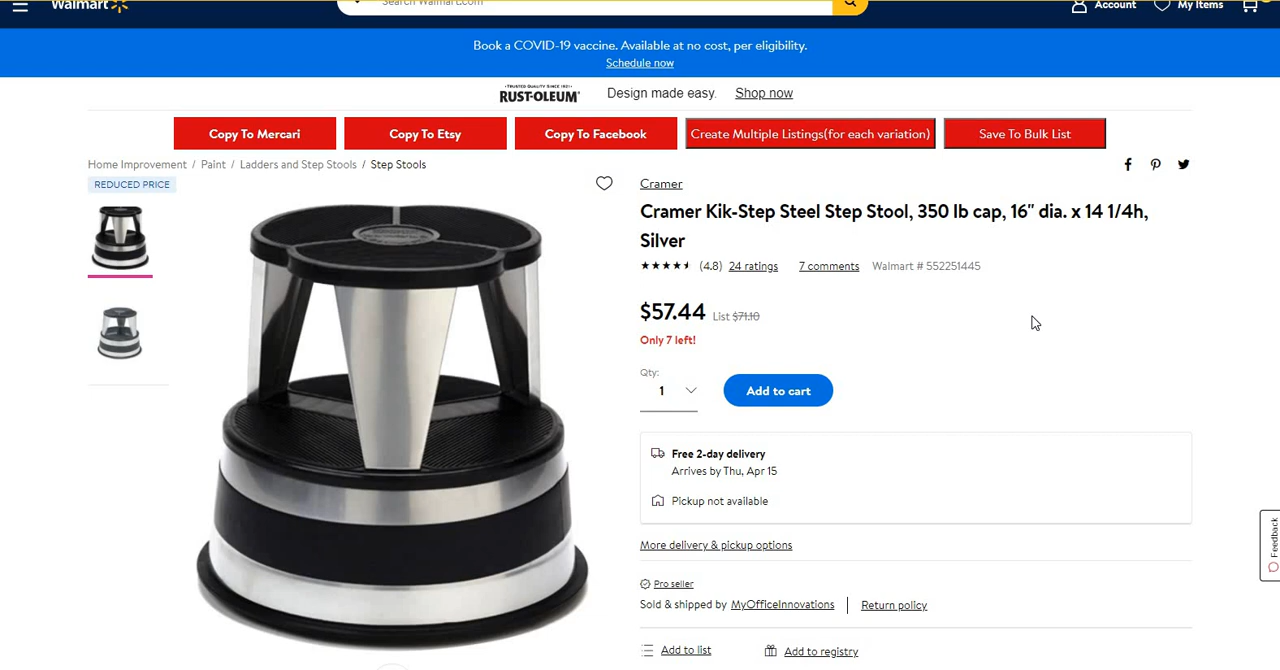 Walmart
Search Walmart.com
Account
My Items
Book a COVID-19 vaccine. Available at no cost, per eligibility.
Schedule now
TRUSTED QUALITY SINCE 1921
RUST-OLEUM
Design made easy. Shop now
Copy To Mercari
Copy To Etsy
Copy To Facebook
Create Multiple Listings(for each variation)
Save To Bulk List
Home Improvement / Paint / Ladders and Step Stools / Step Stools
REDUCED PRICE
Cramer
Cramer Kik-Step Steel Step Stool, 350 lb cap, 16" dia. x 14 1/4h,
Silver
(4.8) 24 ratings 7 comments Walmart # 552251445
$57.44 List $71.10
Only 7 left!
Qty:
1
Add to cart
Free 2-day delivery
Arrives by Thu, Apr 15
Pickup not available
More delivery & pickup options
Pro seller
Sold & shipped by MyOfficeInnovations | Return policy
Add to list
Add to registry
Feedback